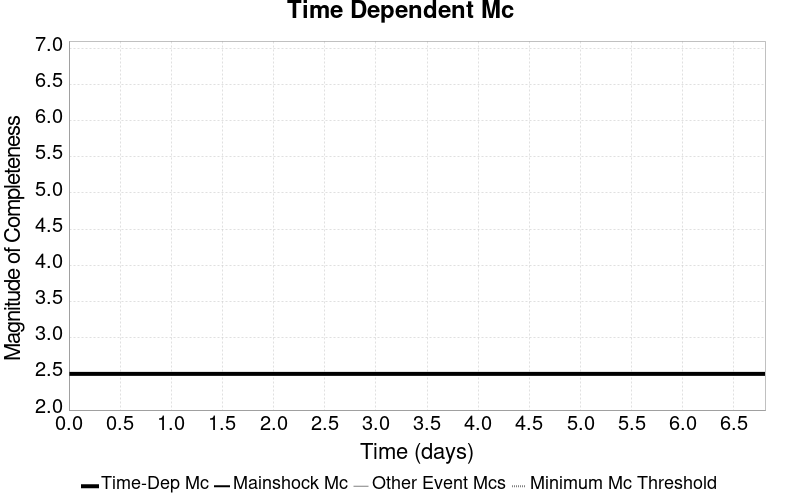 Time Dependent Mc
Magnitude of Completeness
7.0
6.5
6.0
5.5
5.0
4.5
4.0
3.5
3.0
2.5
2.0
0.0 0.5 1.0 1.5 2.0 2.5 3.0 3.5 4.0 4.5 5.0 5.5 6.0 6.5
Time (days)
Time-Dep Mc Mainshock Mc Other Event Mcs Minimum Mc Threshold